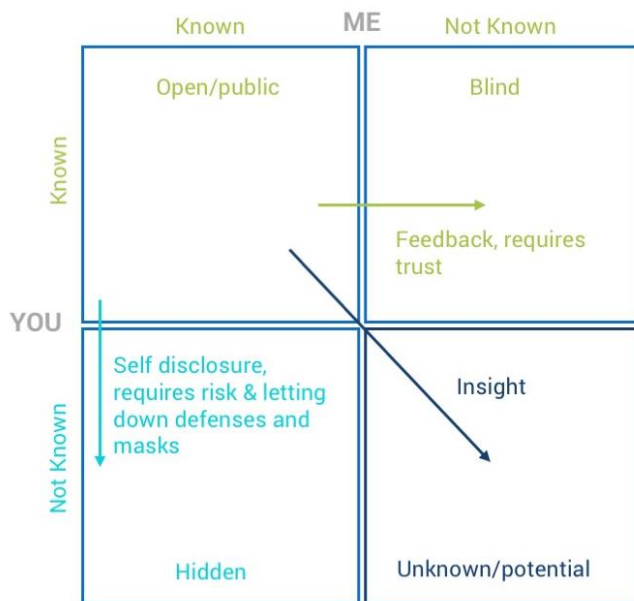 ME
Known
Not Known
Open/public
Blind
Known
Feedback, requires
trust
YOU
Self disclosure,
requires risk & letting
down defenses and
masks
Insight
Not Known
Hidden
Unknown/potential